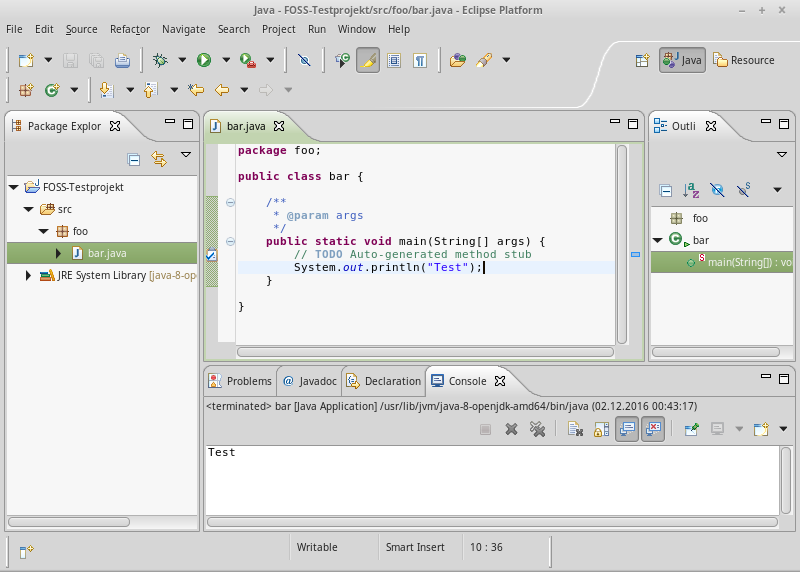 Java - FOSS-Testprojekt/src/foo/bar.java - Eclipse Platform
File Edit Source Refactor Navigate Search Project Run Window Help
Java Resource
Package Explor
FOSS-Testprojekt
src
foo
bar.java
JRE System Library [java-8-op
bar.java
package foo;
public class bar {
/**
* @param args
*/
public static void main(String[] args) {
// TODO Auto-generated method stub
System.out.println("Test");
}
}
Outli
foo
bar
main(String[]) : vo
Problems @ Javadoc Declaration Console
<terminated> bar [Java Application] /usr/lib/jvm/java-8-openjdk-amd64/bin/java (02.12.2016 00:43:17)
Test
Writable Smart Insert 10 : 36